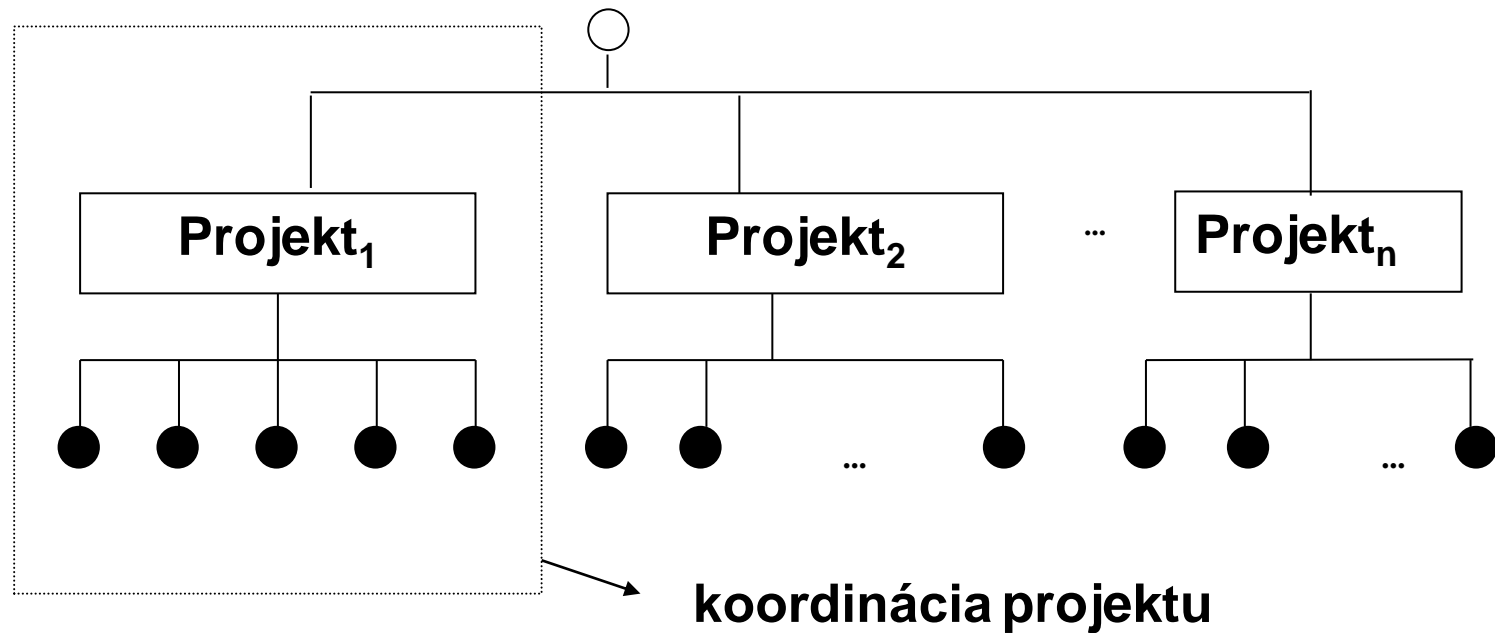 Projekt₁ Projekt₂ ... Projektₙ
... ...
koordinácia projektu